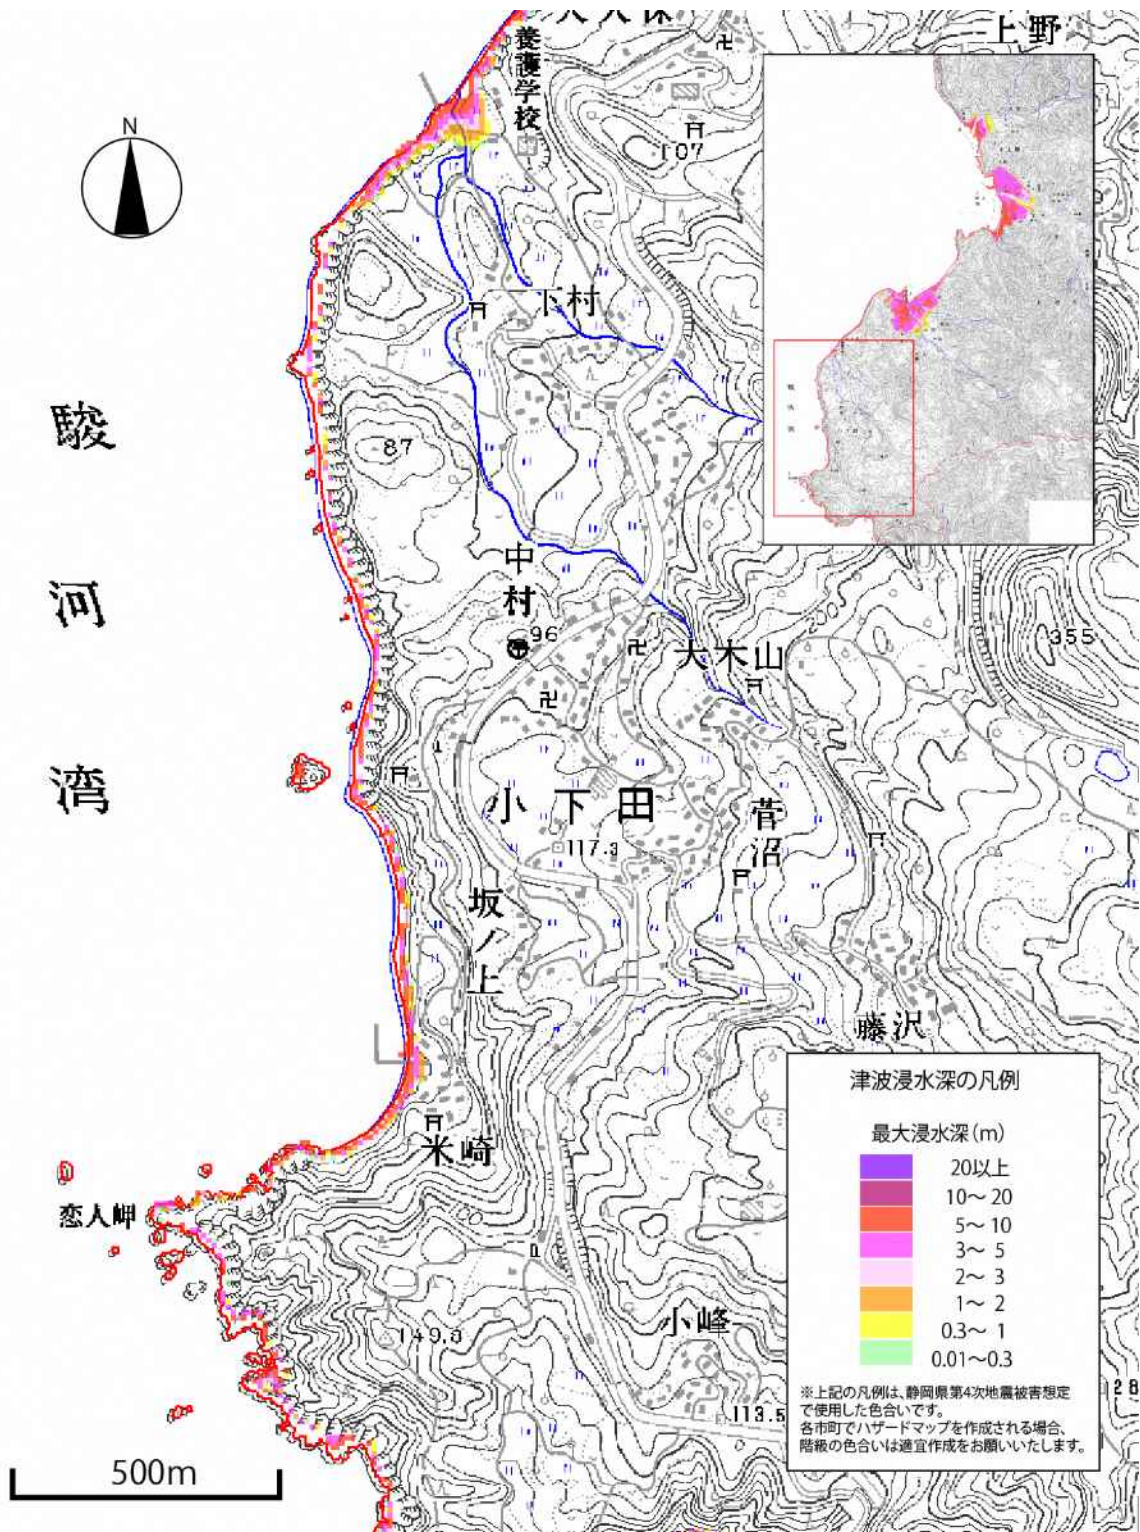 上野
養護学校
N
107
下村
駿河湾
87
中村
96
大木山
355
小下田
菅沼
117.3
坂ノ上
藤沢
米崎
恋人岬
小峰
113.5
500m
津波浸水深の凡例
最大浸水深(m)
20以上
10～20
5～10
3～5
2～3
1～2
0.3～1
0.01～0.3
※上記の凡例は、静岡県第4次地震被害想定
で使用した色合いです。
各市町でハザードマップを作成される場合、
階級の色合いは適宜作成をお願いいたします。